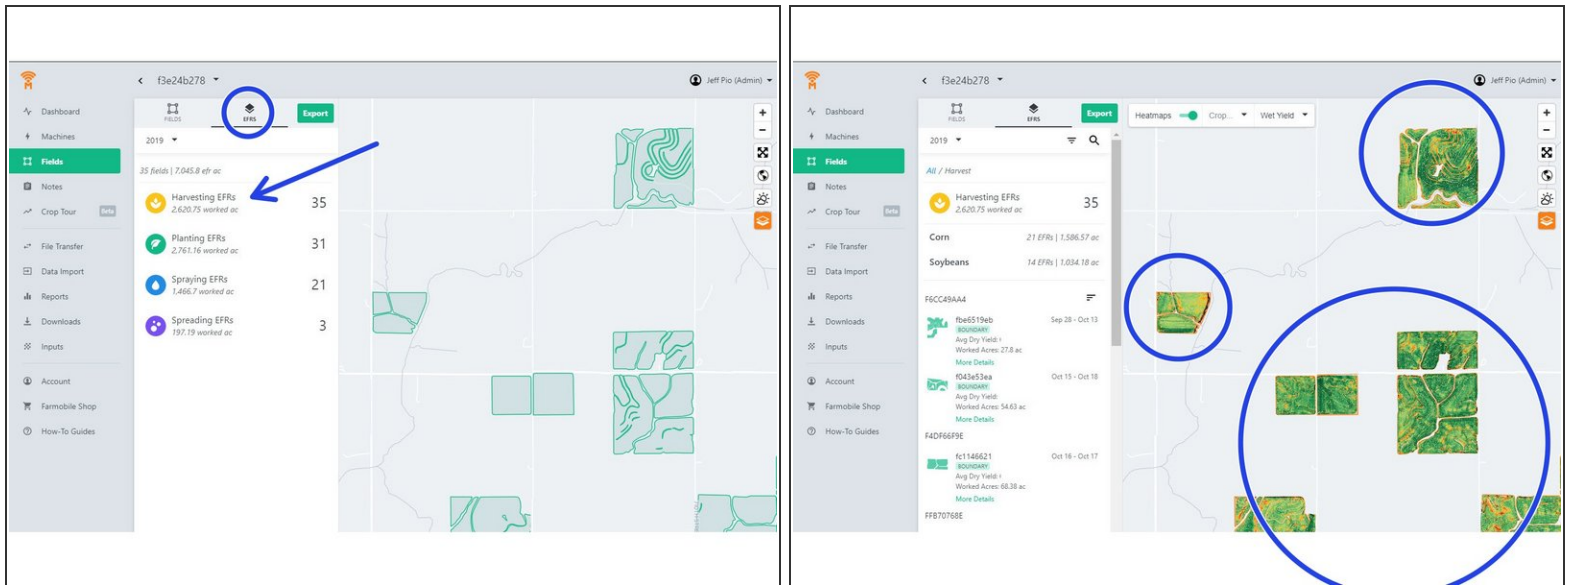 f3e24b278
Jeff Pio (Admin)
Dashboard
Machines
Fields
Notes
Crop Tour Beta
File Transfer
Data Import
Reports
Downloads
Inputs
Account
Farmobile Shop
How-To Guides
FIELDS
EFRS
Export
2019
35 fields | 7,045.8 efr ac
Harvesting EFRs 35
2,620.75 worked ac
Planting EFRs 31
2,761.16 worked ac
Spraying EFRs 21
1,466.7 worked ac
Spreading EFRs 3
197.19 worked ac
f3e24b278
Jeff Pio (Admin)
Dashboard
Machines
Fields
Notes
Crop Tour Beta
File Transfer
Data Import
Reports
Downloads
Inputs
Account
Farmobile Shop
How-To Guides
FIELDS
EFRS
Export
2019
All / Harvest
Harvesting EFRs 35
2,620.75 worked ac
Corn 21 EFRs | 1,586.57 ac
Soybeans 14 EFRs | 1,034.18 ac
F6CC49AA4
fbe6519eb Sep 28 - Oct 13
BOUNDARY
Avg Dry Yield:
Worked Acres: 27.8 ac
More Details
f043e53ea Oct 15 - Oct 18
BOUNDARY
Avg Dry Yield:
Worked Acres: 54.63 ac
More Details
F4DF66F9E
fc1146621 Oct 16 - Oct 17
BOUNDARY
Avg Dry Yield:
Worked Acres: 68.38 ac
More Details
FFB70768E
Heatmaps Crop... Wet Yield